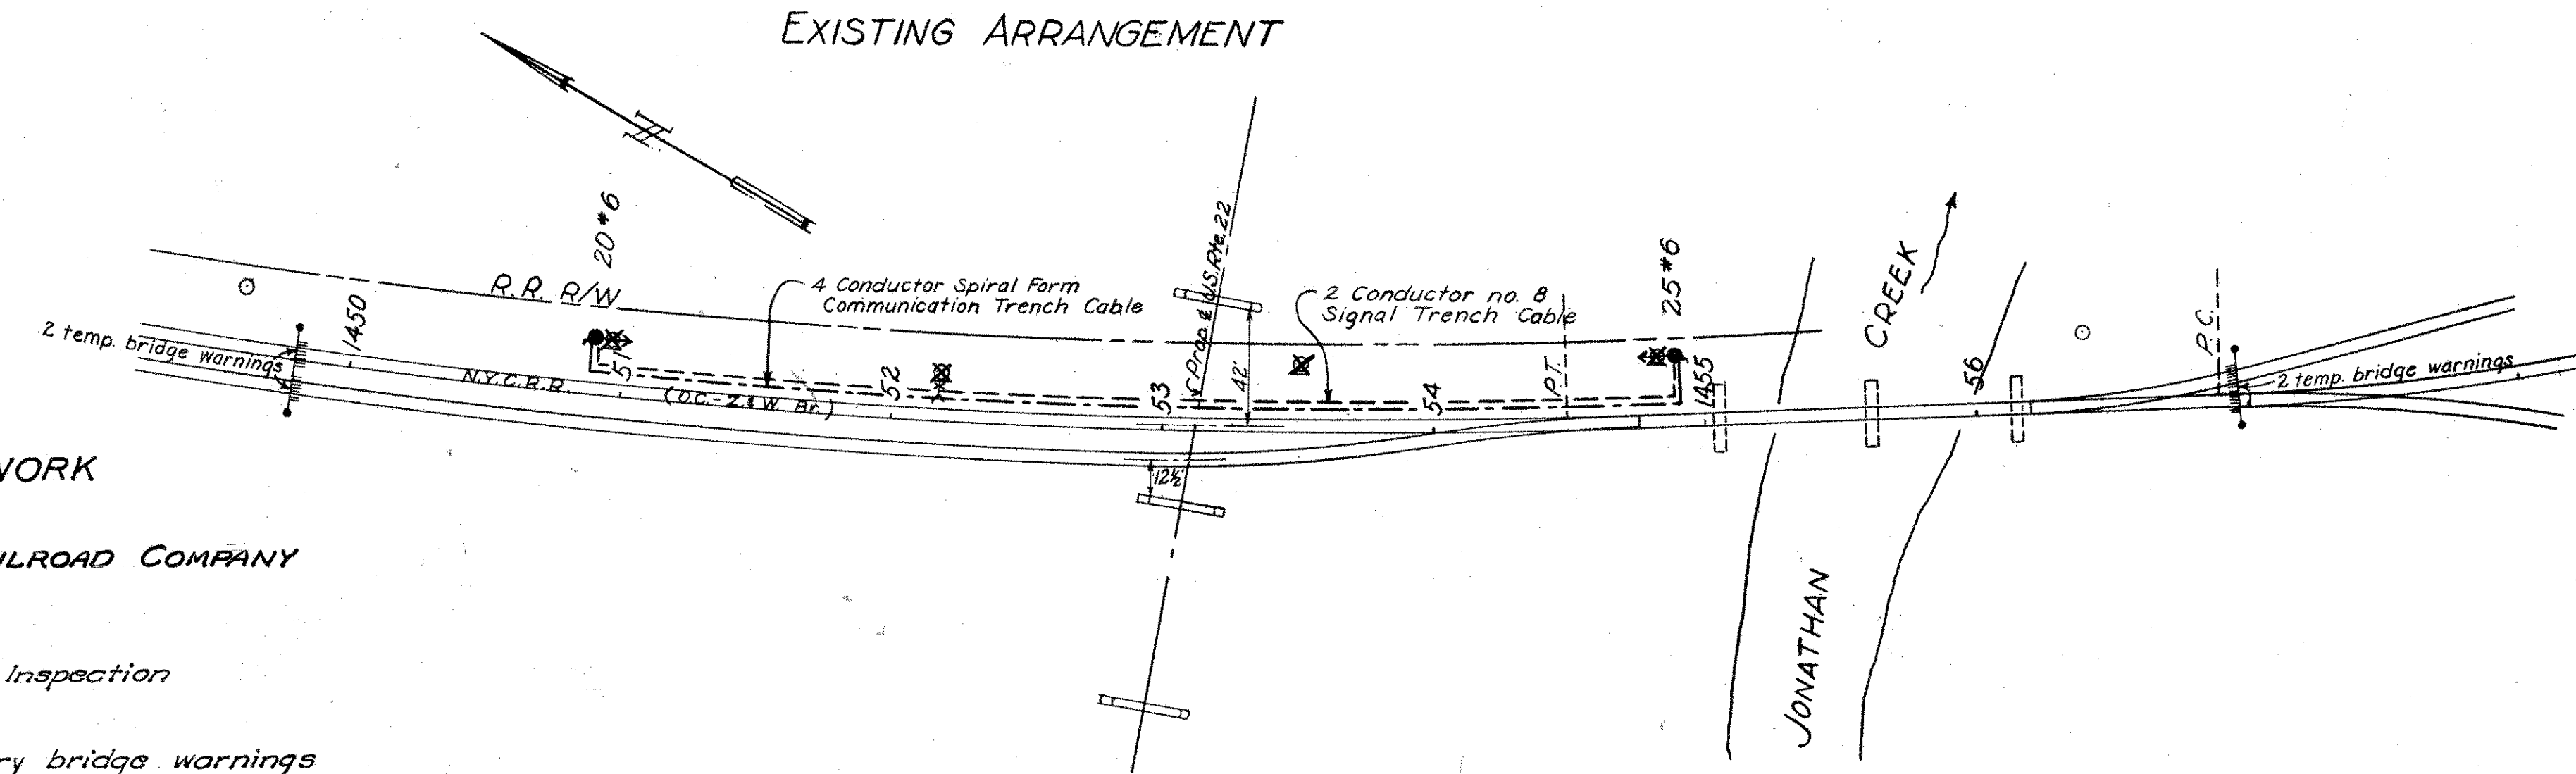 EXISTING ARRANGEMENT
N
20#6
25#6
R.R. R/W
4 Conductor Spiral Form
Communication Trench Cable
Prop. ℄ U.S. Rte. 22
42'
2 Conductor no. 8
Signal Trench Cable
P.T.
CREEK
P.C.
2 temp. bridge warnings
1450
51
52
53
54
1455
56
N.Y.C.R.R.
(O.C.-Z.&W. Br.)
2 temp. bridge warnings
12½'
JONATHAN
WORK
ILROAD COMPANY
Inspection
ry bridge warnings